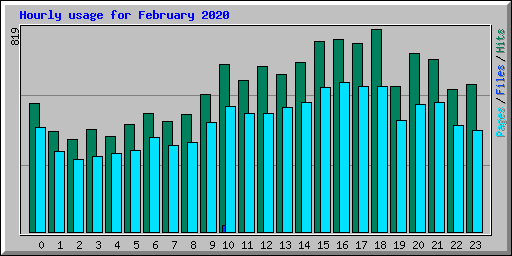 Hourly usage for February 2020
819
Pages / Files / Hits
0 1 2 3 4 5 6 7 8 9 10 11 12 13 14 15 16 17 18 19 20 21 22 23